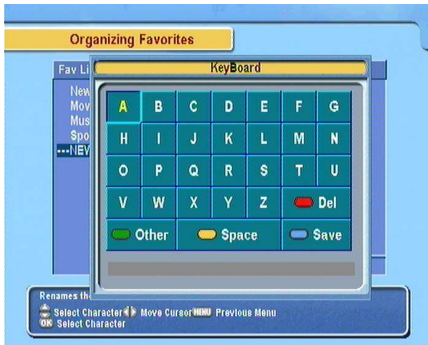 Organizing Favorites
Fav Li
KeyBoard
New
Mov
Mus
Spo
---NEV
A B C D E F G
H I J K L M N
O P Q R S T U
V W X Y Z Del
Other Space Save
Renames the
Select Character Move Cursor MENU Previous Menu
OK Select Character